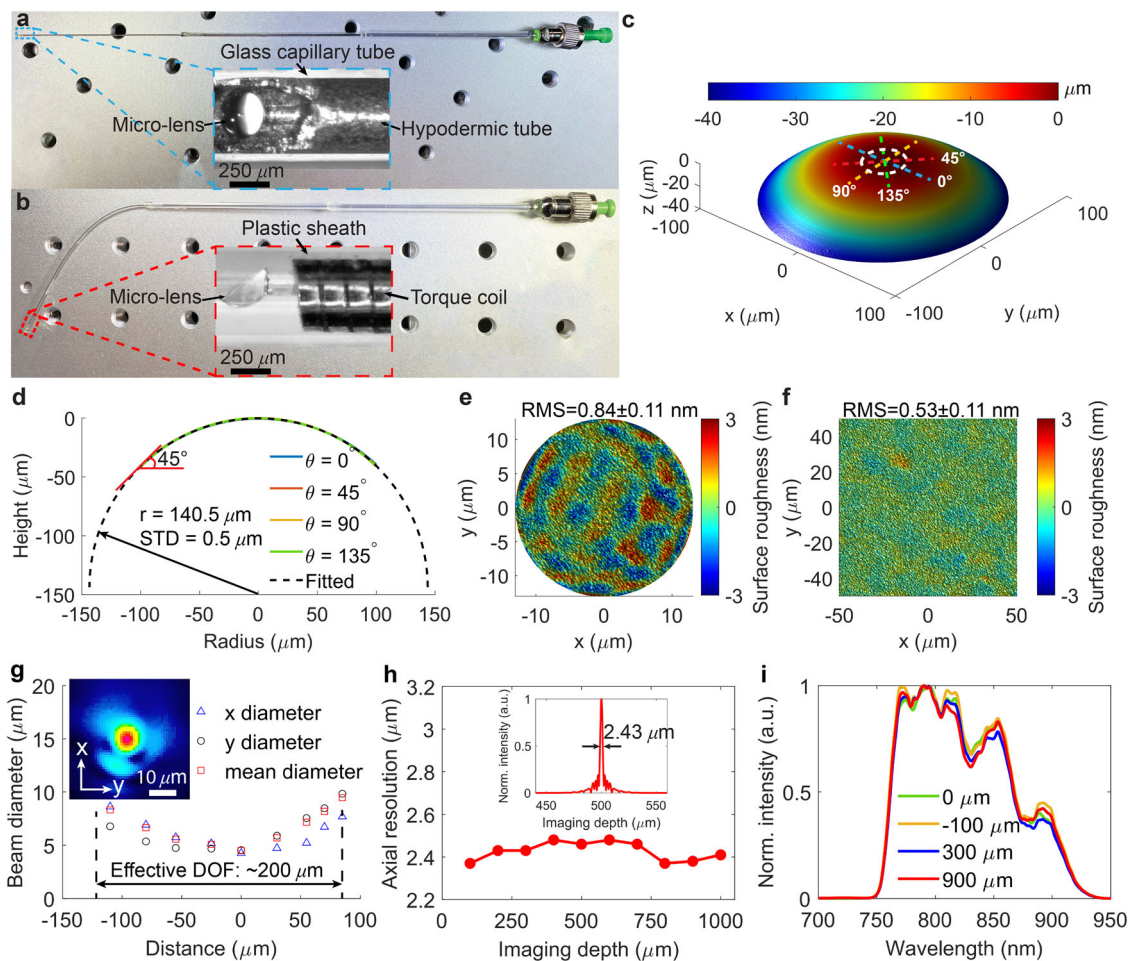 a
Glass capillary tube
Micro-lens
Hypodermic tube
250 μm
b
Plastic sheath
Micro-lens
Torque coil
250 μm
c
μm
-40 -30 -20 -10 0
0
-20
-40
z (μm)
45°
0°
90°
135°
-100
0
100
x (μm)
-100
0
100
y (μm)
d
0
-50
-100
-150
Height (μm)
45°
r = 140.5 μm
STD = 0.5 μm
θ = 0°
θ = 45°
θ = 90°
θ = 135°
Fitted
-150 -100 -50 0 50 100 150
Radius (μm)
e
RMS=0.84±0.11 nm
10
5
0
-5
-10
y (μm)
-10 0 10
x (μm)
3
0
-3
Surface roughness (nm)
f
RMS=0.53±0.11 nm
40
20
0
-20
-40
y (μm)
-50 0 50
x (μm)
3
0
-3
Surface roughness (nm)
g
20
15
10
5
0
Beam diameter (μm)
x
y
10 μm
x diameter
y diameter
mean diameter
Effective DOF: ~200 μm
-150 -100 -50 0 50 100
Distance (μm)
h
3.2
3.0
2.8
2.6
2.4
2.2
Axial resolution (μm)
Norm. intensity (a.u.)
1
0.5
0
2.43 μm
450 500 550
Imaging depth (μm)
0 250 500 750 1000
Imaging depth (μm)
i
1
0.5
0
Norm. intensity (a.u.)
0 μm
-100 μm
300 μm
900 μm
700 750 800 850 900 950
Wavelength (nm)